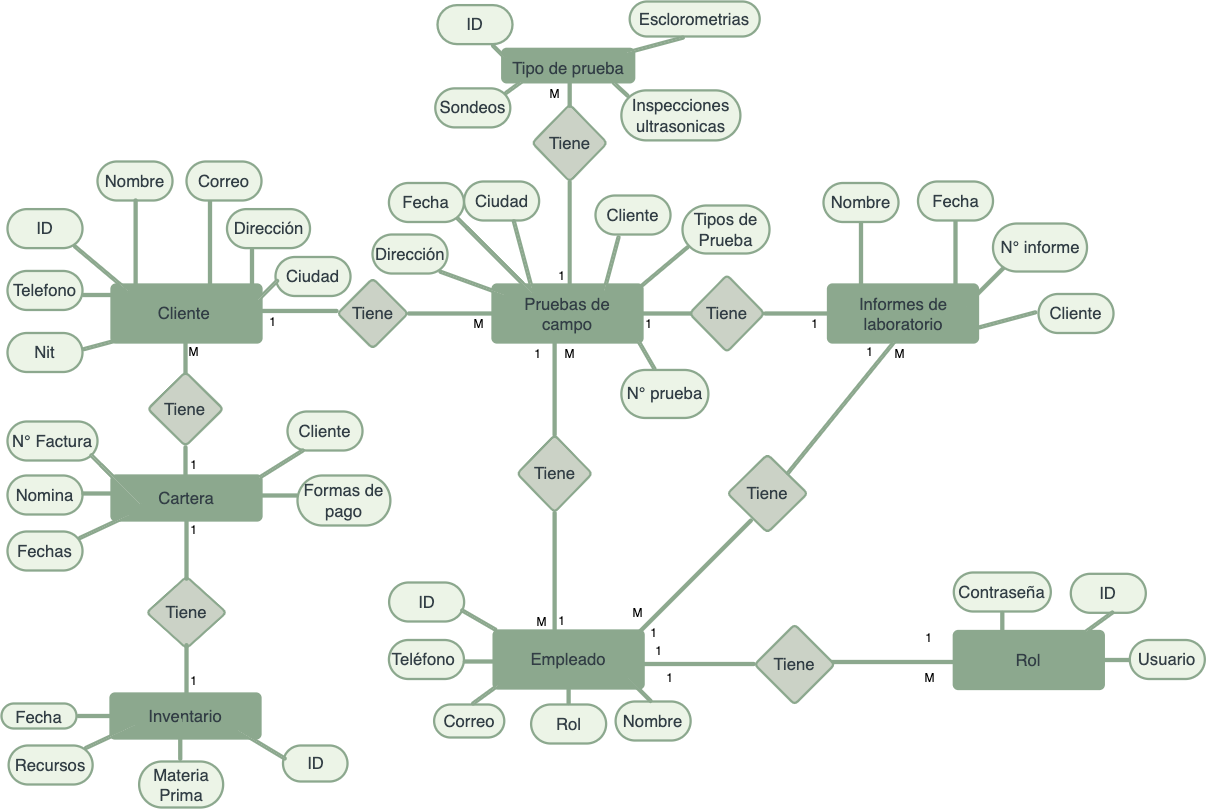 ID
Esclorometrias
Tipo de prueba
M
Sondeos
Inspecciones
ultrasonicas
Tiene
Nombre
Correo
Fecha
Ciudad
Cliente
Tipos de
Prueba
Nombre
Fecha
ID
Dirección
Dirección
N° informe
Telefono
Ciudad
1
Cliente
Cliente
1
Tiene
M
Pruebas de
campo
1
Tiene
1
Informes de
laboratorio
Cliente
Nit
M
1
M
1
M
N° prueba
Tiene
N° Factura
Cliente
1
Tiene
Tiene
Nomina
Cartera
Formas de
pago
1
Fechas
Tiene
ID
M
1
M
1
Contraseña
ID
Teléfono
Empleado
1
1
Tiene
1
M
Rol
Usuario
1
Fecha
Inventario
Correo
Rol
Nombre
Recursos
Materia
Prima
ID